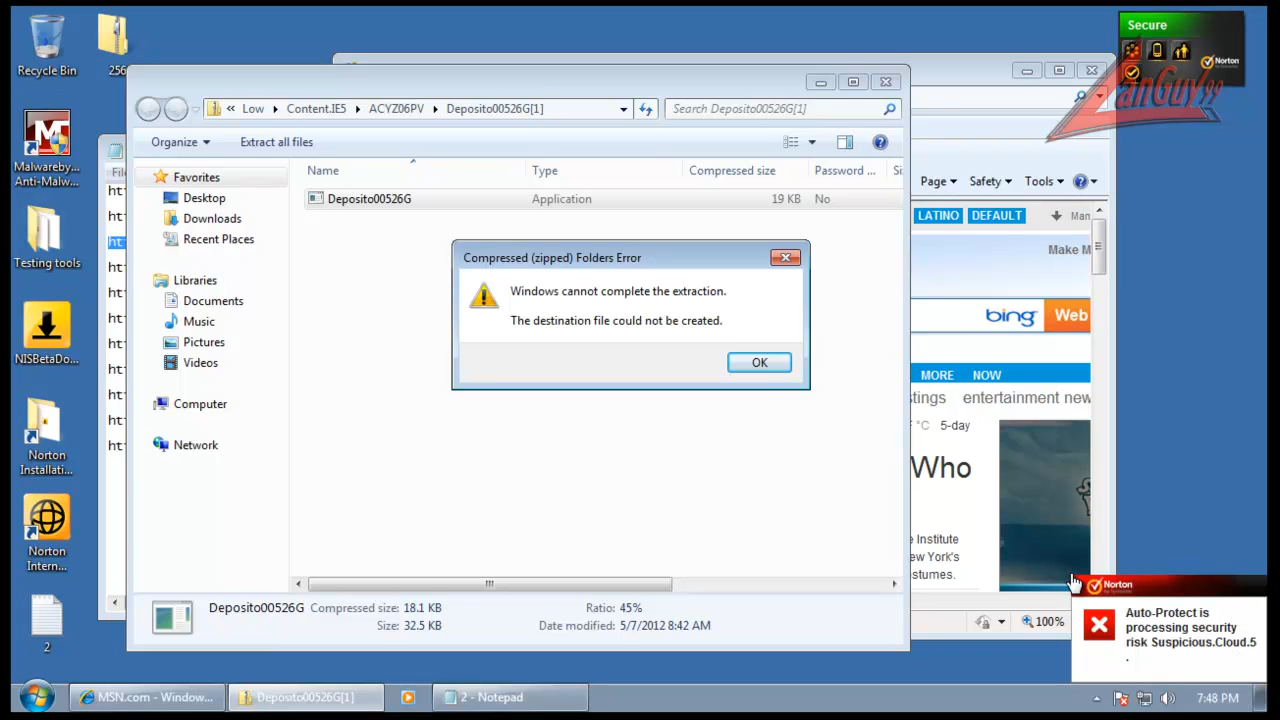 Recycle Bin
256
Malwareby...
Anti-Malw...
Testing tools
NISBetaDo...
Norton
Installati...
Norton
Intern...
2
Fil
htt
Low
Content.IE5
ACYZ06PV
Deposito00526G[1]
Search Deposito00526G[1]
Organize
Extract all files
Favorites
Desktop
Downloads
Recent Places
Libraries
Documents
Music
Pictures
Videos
Computer
Network
Name
Type
Compressed size
Password ...
Si
Deposito00526G
Application
19 KB
No
Compressed (zipped) Folders Error
Windows cannot complete the extraction.
The destination file could not be created.
OK
Deposito00526G
Compressed size: 18.1 KB
Size: 32.5 KB
Ratio: 45%
Date modified: 5/7/2012 8:42 AM
Secure
Norton
anGuy99
Page
Safety
Tools
LATINO
DEFAULT
Man
Make M
bing
Web
MORE
NOW
stings
entertainment new
°C
5-day
Who
e Institute
ew York's
stumes.
100%
Norton
Auto-Protect is
processing security
risk Suspicious.Cloud.5
.
MSN.com - Window...
Deposito00526G[1]
2 - Notepad
7:48 PM